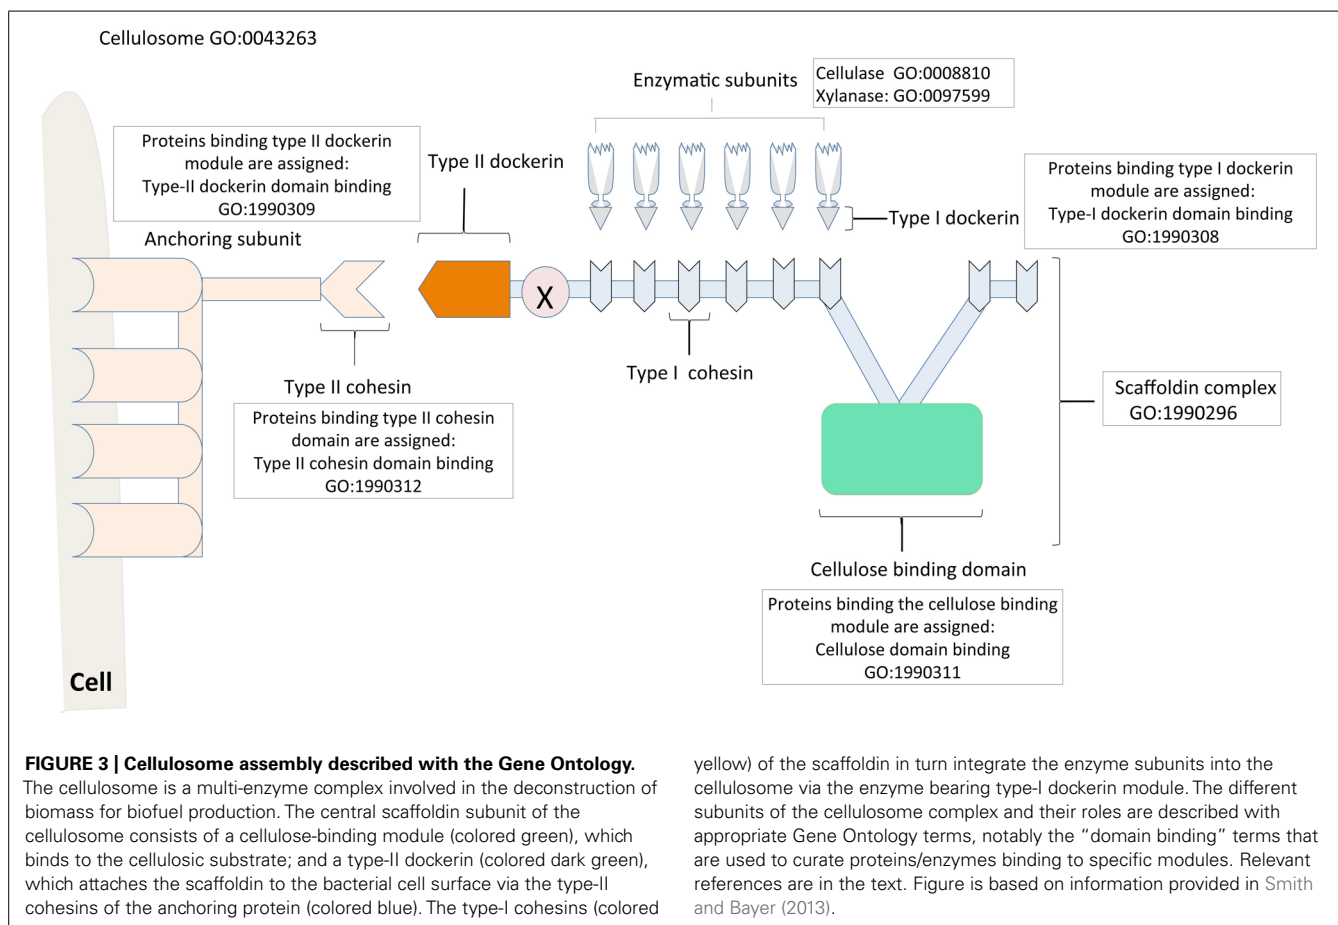 Cellulosome GO:0043263
Enzymatic subunits
Cellulase GO:0008810
Xylanase: GO:0097599
Proteins binding type II dockerin
module are assigned:
Type-II dockerin domain binding
GO:1990309
Type II dockerin
Proteins binding type I dockerin
module are assigned:
Type-I dockerin domain binding
GO:1990308
Type I dockerin
Anchoring subunit
X
Type I cohesin
Type II cohesin
Proteins binding type II cohesin
domain are assigned:
Type II cohesin domain binding
GO:1990312
Scaffoldin complex
GO:1990296
Cellulose binding domain
Proteins binding the cellulose binding
module are assigned:
Cellulose domain binding
GO:1990311
Cell
FIGURE 3 | Cellulosome assembly described with the Gene Ontology.
The cellulosome is a multi-enzyme complex involved in the deconstruction of
biomass for biofuel production. The central scaffoldin subunit of the
cellulosome consists of a cellulose-binding module (colored green), which
binds to the cellulosic substrate; and a type-II dockerin (colored dark green),
which attaches the scaffoldin to the bacterial cell surface via the type-II
cohesins of the anchoring protein (colored blue). The type-I cohesins (colored
yellow) of the scaffoldin in turn integrate the enzyme subunits into the
cellulosome via the enzyme bearing type-I dockerin module. The different
subunits of the cellulosome complex and their roles are described with
appropriate Gene Ontology terms, notably the “domain binding” terms that
are used to curate proteins/enzymes binding to specific modules. Relevant
references are in the text. Figure is based on information provided in Smith
and Bayer (2013).